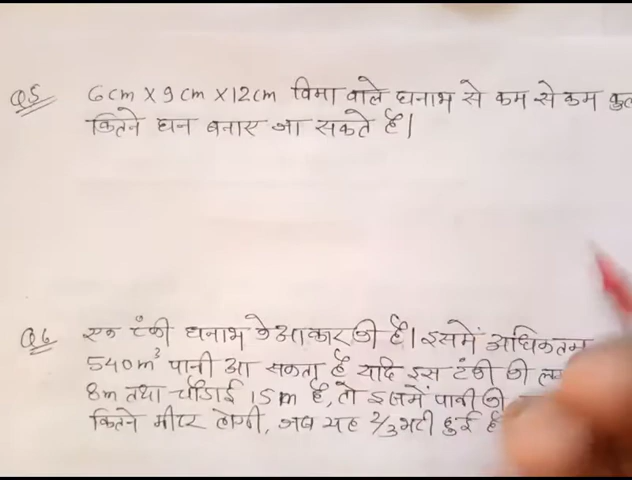 Q5 6cm X 9cm X 12cm विमा वाले घनाभ से कम से कम कुल
कितने घन बनाए जा सकते हैं।
Q6 एक टंकी घनाभ के आकार की है। इसमें अधिकतम
540m³ पानी आ सकता है यदि इस टंकी की
8m तथा चौडाई 15m है, तो इसमें पानी की
कितने मीटर होगी, जब यह 2/3 भरी हुई है